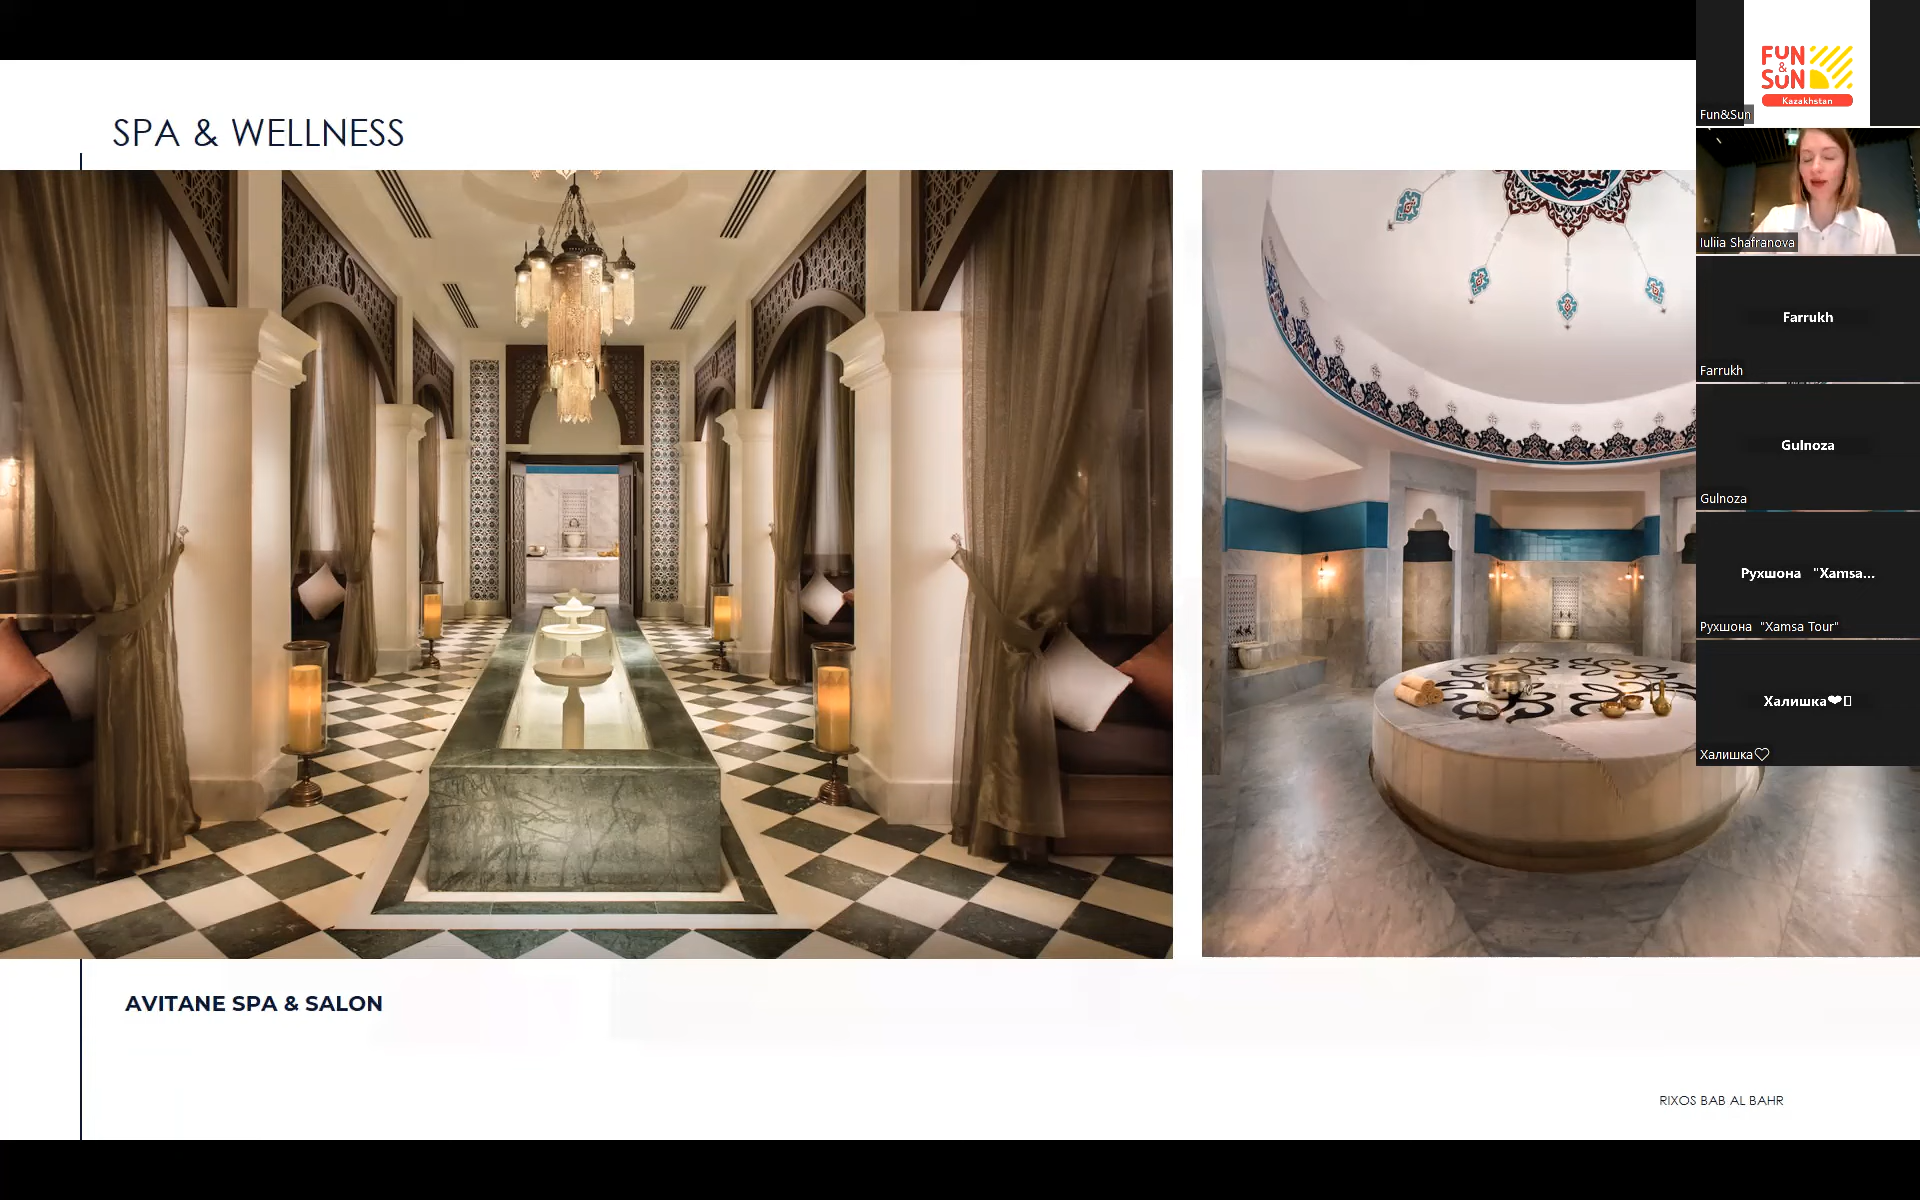 SPA & WELLNESS
AVITANE SPA & SALON
RIXOS BAB AL BAHR
FUN
&
SUN
Kazakhstan
Fun&Sun
Iuliia Shafranova
Farrukh
Farrukh
Gulnoza
Gulnoza
Рухшона "Xamsa...
Рухшона "Xamsa Tour"
Халишка❤
Халишка♡